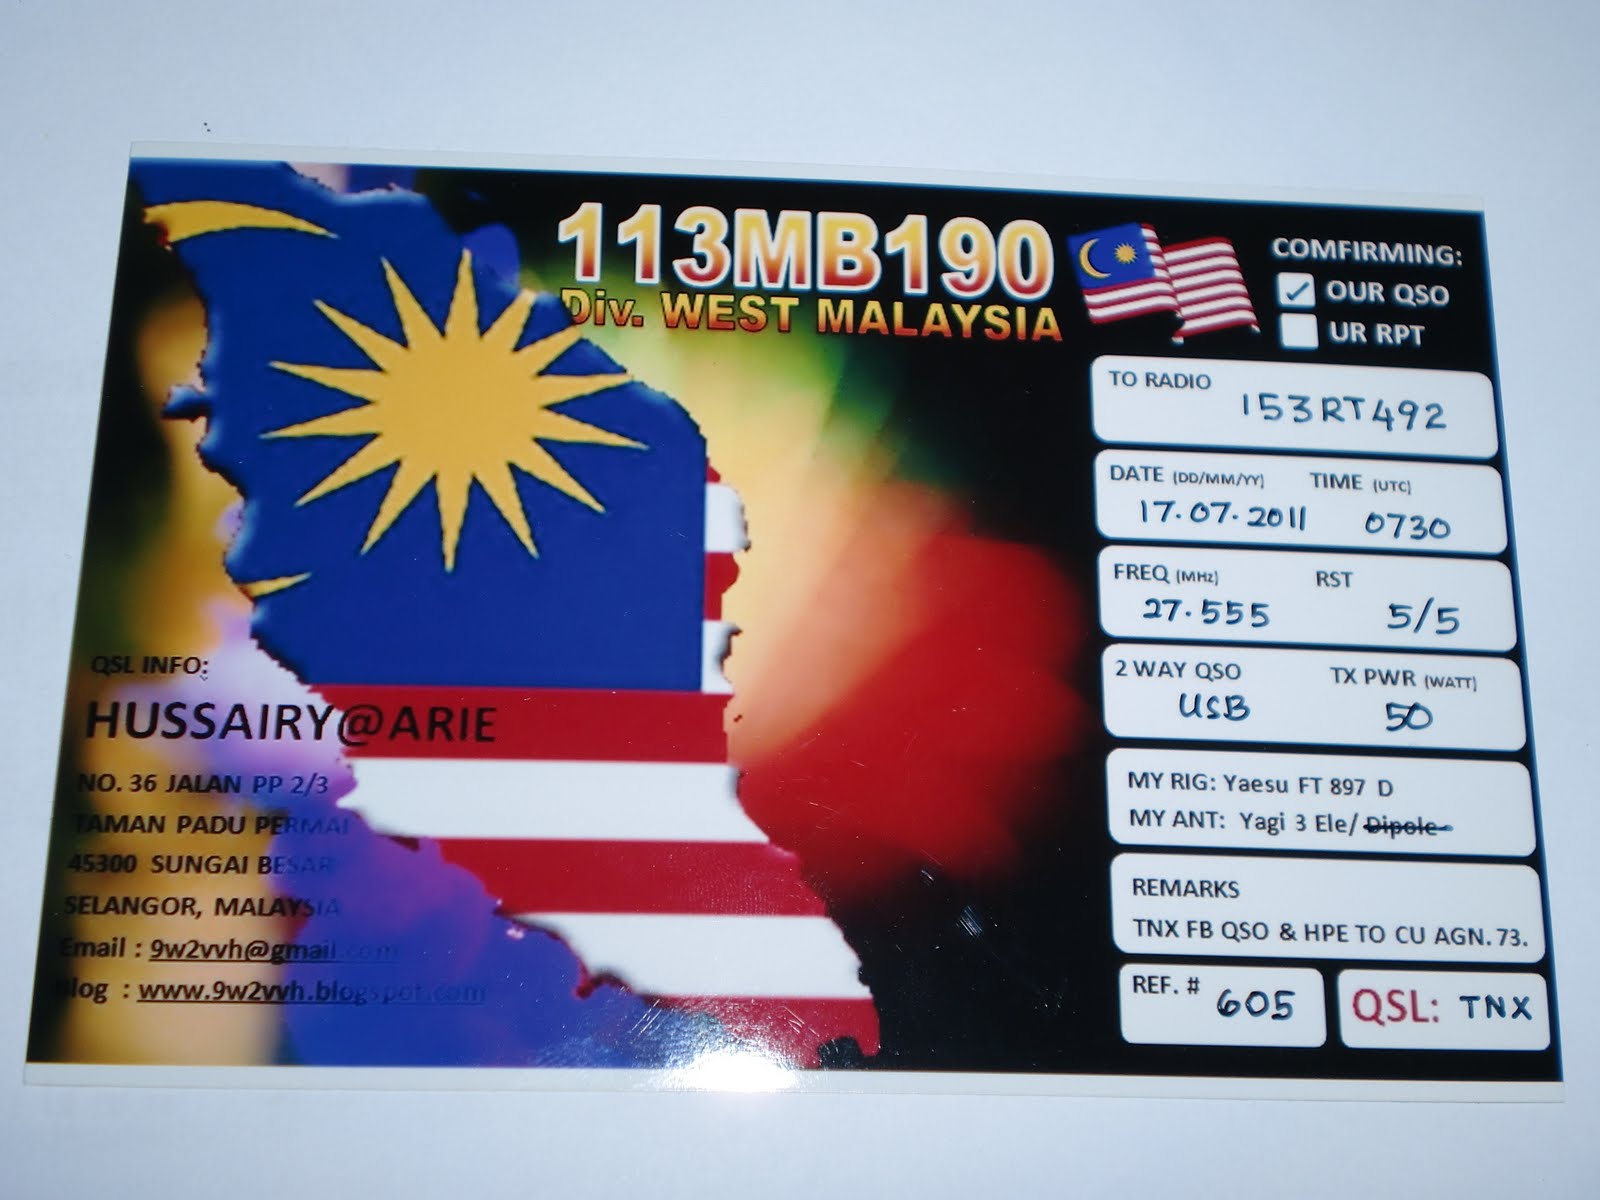 113MB190
Div. WEST MALAYSIA
COMFIRMING:
✓ OUR QSO
UR RPT
TO RADIO
153RT492
DATE (DD/MM/YY) TIME (UTC)
17.07.2011 0730
FREQ (MHz) RST
27.555 5/5
2 WAY QSO TX PWR (WATT)
USB 50
MY RIG: Yaesu FT 897 D
MY ANT: Yagi 3 Ele/ Dipole
REMARKS
TNX FB QSO & HPE TO CU AGN. 73.
REF. # 605
QSL: TNX
QSL INFO:
HUSSAIRY@ARIE
NO. 36 JALAN PP 2/3
TAMAN PADU PERMAI
45300 SUNGAI BESAR
SELANGOR, MALAYSIA
Email : 9w2vvh@gmail.com
Blog : www.9w2vvh.blogspot.com